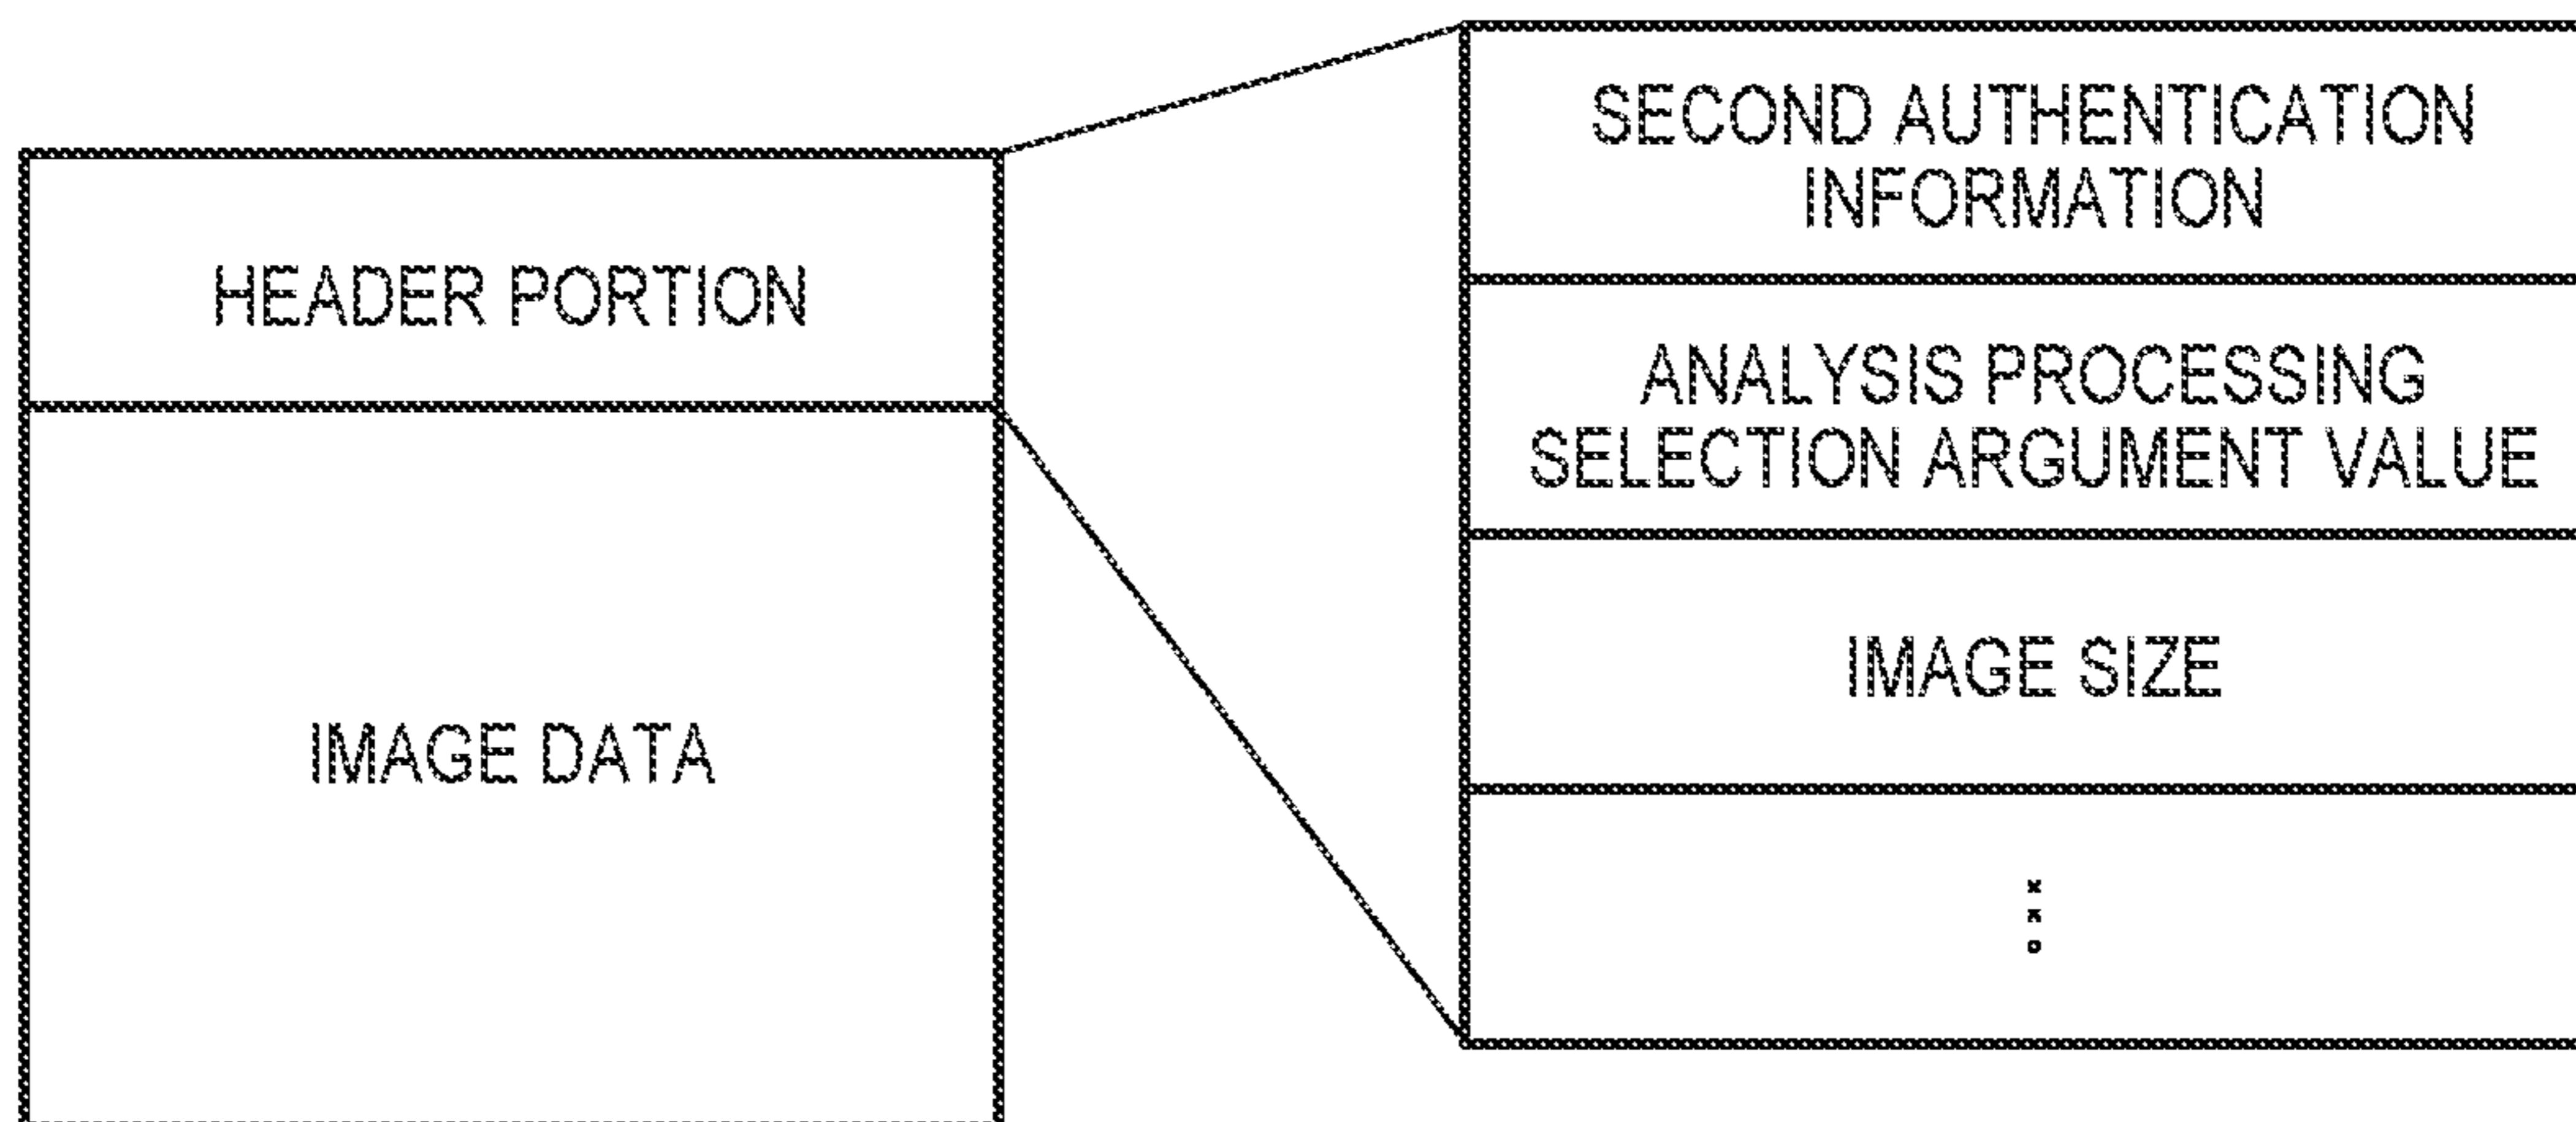 HEADER PORTION
IMAGE DATA
SECOND AUTHENTICATION
INFORMATION
ANALYSIS PROCESSING
SELECTION ARGUMENT VALUE
IMAGE SIZE